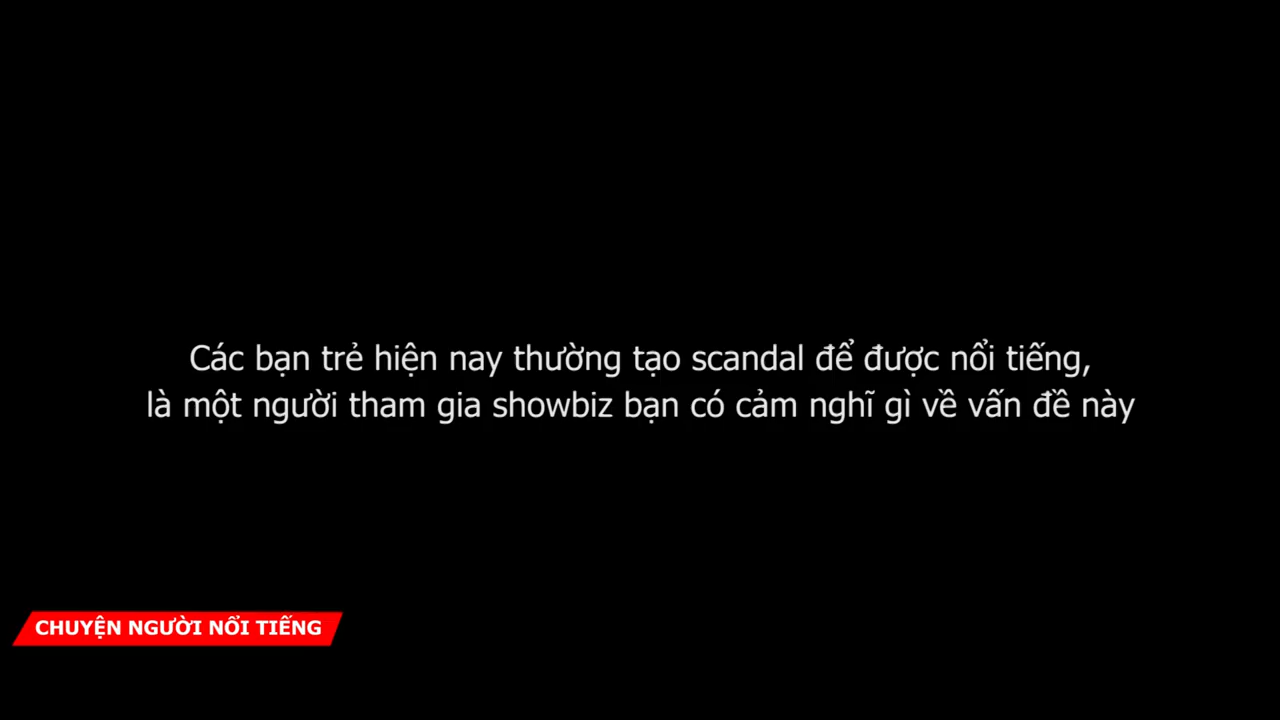 Các bạn trẻ hiện nay thường tạo scandal để được nổi tiếng,
là một người tham gia showbiz bạn có cảm nghĩ gì về vấn đề này
CHUYỆN NGƯỜI NỔI TIẾNG